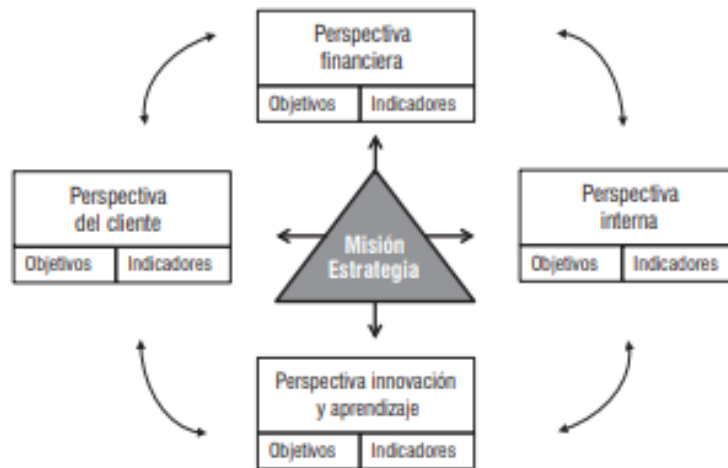 Perspectiva
financiera
Objetivos
Indicadores
Perspectiva
del cliente
Objetivos
Indicadores
Misión
Estrategia
Perspectiva
interna
Objetivos
Indicadores
Perspectiva innovación
y aprendizaje
Objetivos
Indicadores